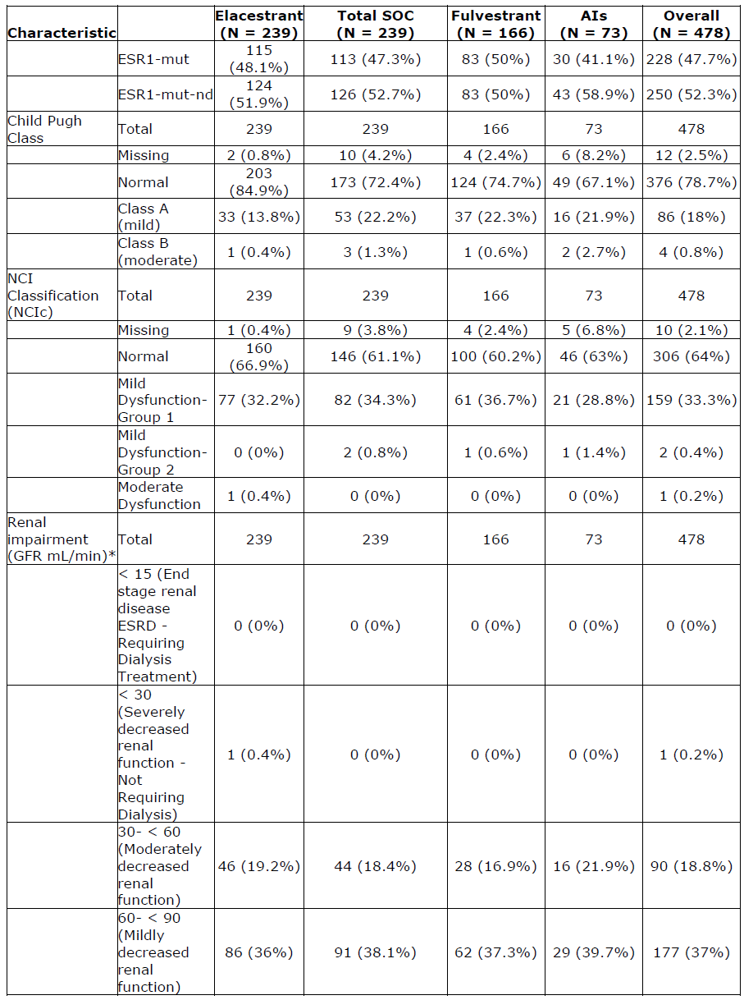 Characteristic Elacestrant (N = 239) Total SOC (N = 239) Fulvestrant (N = 166) AIs (N = 73) Overall (N = 478)
ESR1-mut 115 (48.1%) 113 (47.3%) 83 (50%) 30 (41.1%) 228 (47.7%)
ESR1-mut-nd 124 (51.9%) 126 (52.7%) 83 (50%) 43 (58.9%) 250 (52.3%)
Child Pugh Class Total 239 239 166 73 478
Missing 2 (0.8%) 10 (4.2%) 4 (2.4%) 6 (8.2%) 12 (2.5%)
Normal 203 (84.9%) 173 (72.4%) 124 (74.7%) 49 (67.1%) 376 (78.7%)
Class A (mild) 33 (13.8%) 53 (22.2%) 37 (22.3%) 16 (21.9%) 86 (18%)
Class B (moderate) 1 (0.4%) 3 (1.3%) 1 (0.6%) 2 (2.7%) 4 (0.8%)
NCI Classification (NCIc) Total 239 239 166 73 478
Missing 1 (0.4%) 9 (3.8%) 4 (2.4%) 5 (6.8%) 10 (2.1%)
Normal 160 (66.9%) 146 (61.1%) 100 (60.2%) 46 (63%) 306 (64%)
Mild Dysfunction-Group 1 77 (32.2%) 82 (34.3%) 61 (36.7%) 21 (28.8%) 159 (33.3%)
Mild Dysfunction-Group 2 0 (0%) 2 (0.8%) 1 (0.6%) 1 (1.4%) 2 (0.4%)
Moderate Dysfunction 1 (0.4%) 0 (0%) 0 (0%) 0 (0%) 1 (0.2%)
Renal impairment (GFR mL/min)* Total 239 239 166 73 478
< 15 (End stage renal disease ESRD - Requiring Dialysis Treatment) 0 (0%) 0 (0%) 0 (0%) 0 (0%) 0 (0%)
< 30 (Severely decreased renal function - Not Requiring Dialysis) 1 (0.4%) 0 (0%) 0 (0%) 0 (0%) 1 (0.2%)
30- < 60 (Moderately decreased renal function) 46 (19.2%) 44 (18.4%) 28 (16.9%) 16 (21.9%) 90 (18.8%)
60- < 90 (Mildly decreased renal function) 86 (36%) 91 (38.1%) 62 (37.3%) 29 (39.7%) 177 (37%)